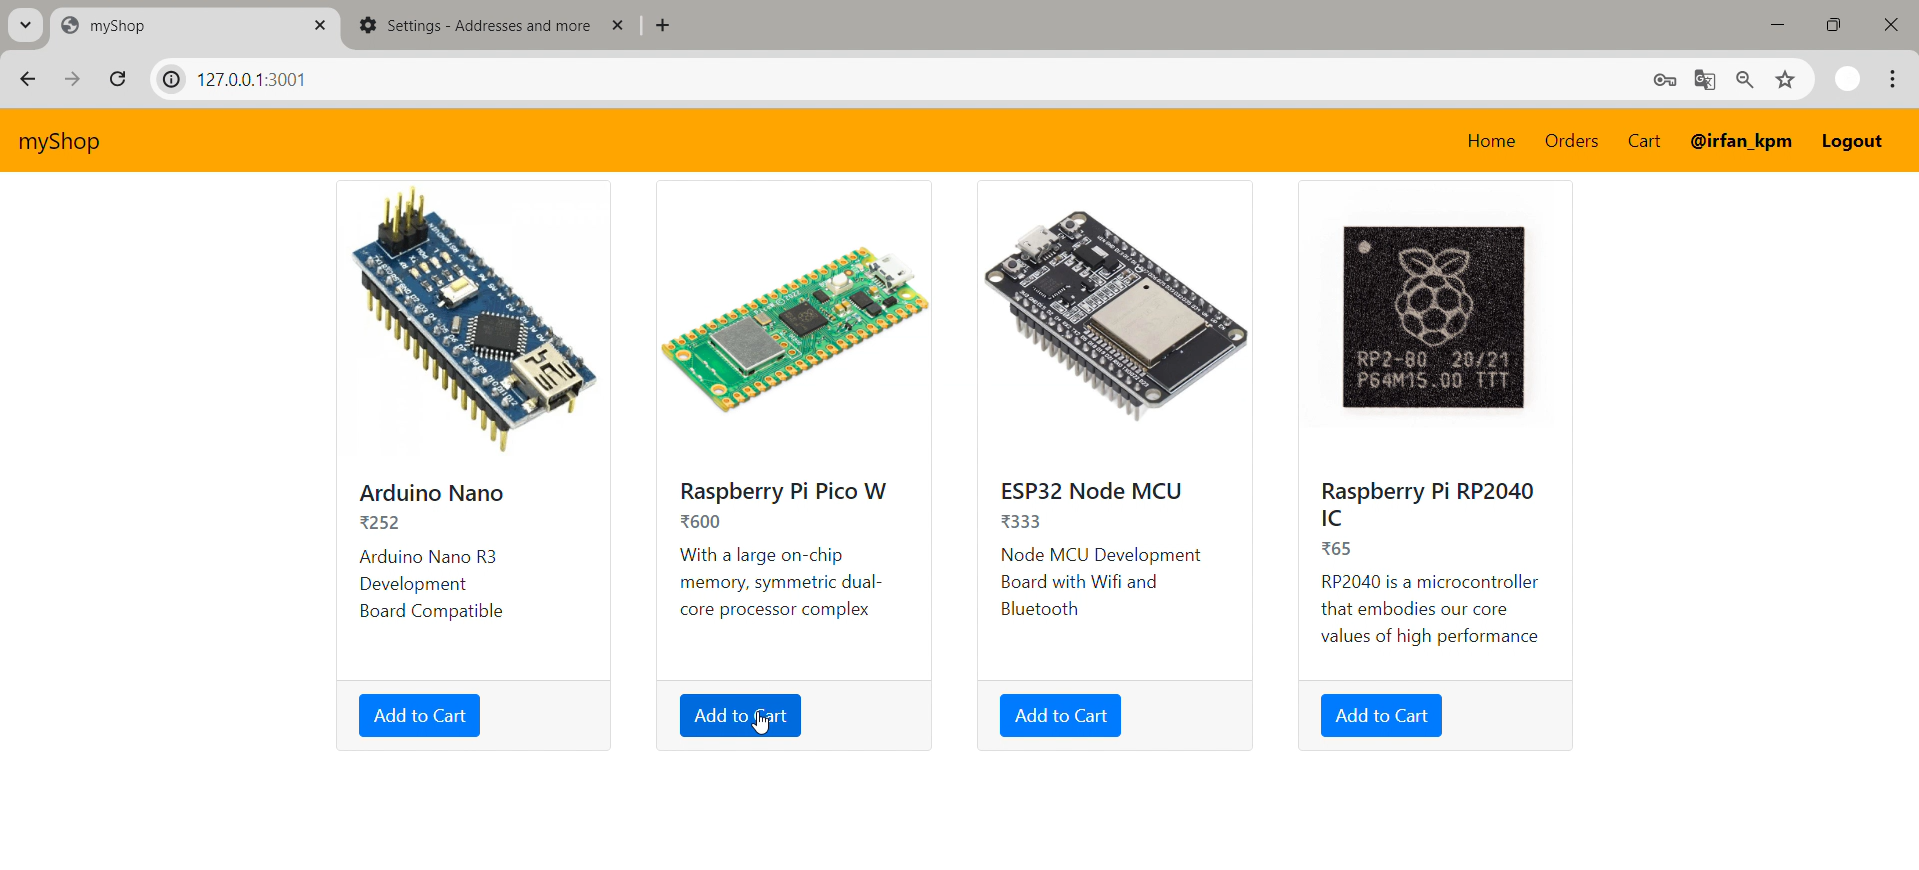 myShop
Settings - Addresses and more
127.0.0.1:3001
myShop
Home
Orders
Cart
@irfan_kpm
Logout
RP2-B0 20/21
P64M15.00 TTT
Arduino Nano
₹252
Arduino Nano R3
Development
Board Compatible
Add to Cart
Raspberry Pi Pico W
₹600
With a large on-chip
memory, symmetric dual-
core processor complex
Add to Cart
ESP32 Node MCU
₹333
Node MCU Development
Board with Wifi and
Bluetooth
Add to Cart
Raspberry Pi RP2040
IC
₹65
RP2040 is a microcontroller
that embodies our core
values of high performance
Add to Cart